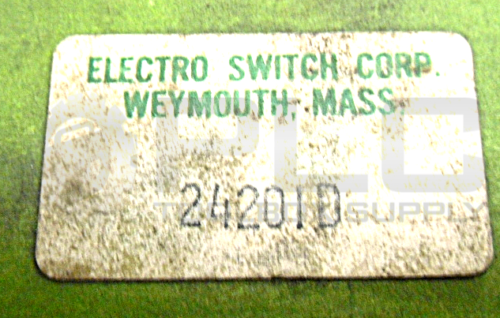 ELECTRO SWITCH CORP.
WEYMOUTH, MASS.
24201D